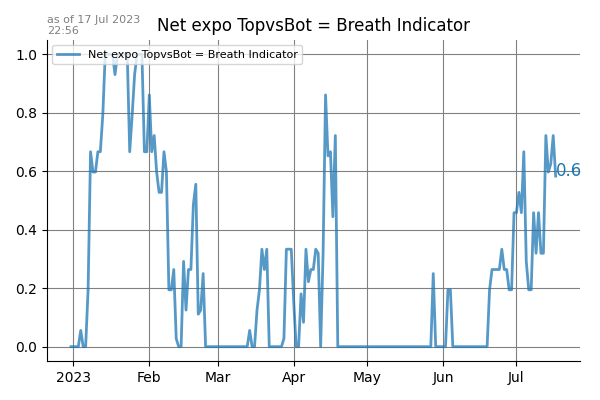 as of 17 Jul 2023
22:56
Net expo TopvsBot = Breath Indicator
Net expo TopvsBot = Breath Indicator
1.0
0.8
0.6
0.4
0.2
0.0
0.6
2023 Feb Mar Apr May Jun Jul